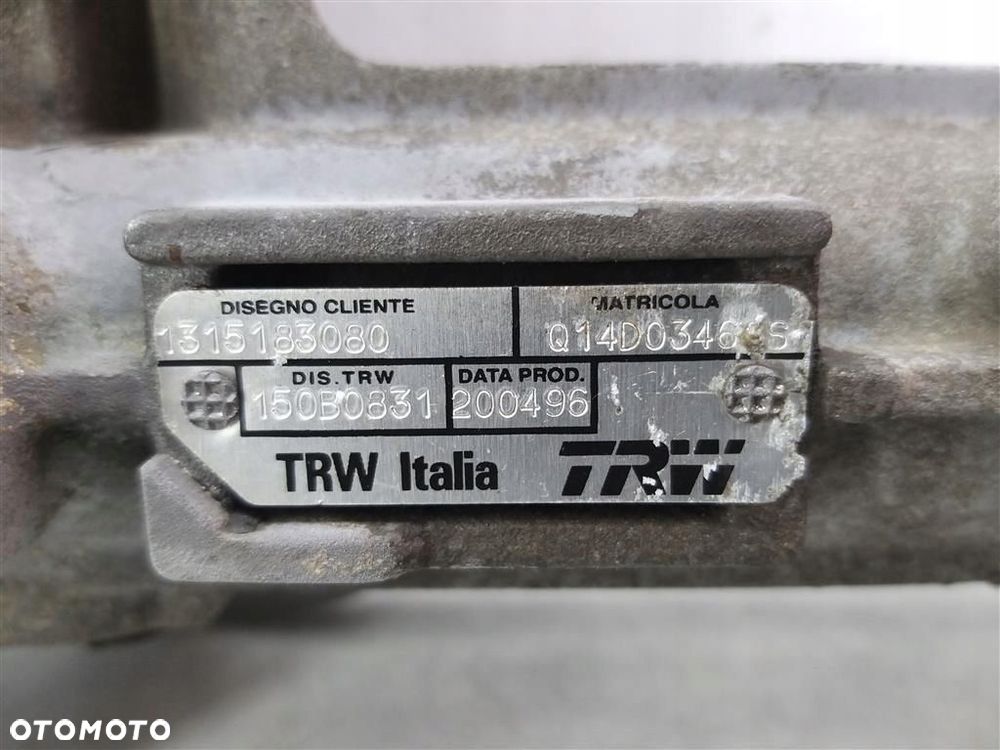 DISEGNO CLIENTE MATRICOLA
1315183080
DIS. TRW DATA PROD.
150B0831 200496
TRW Italia TRW
OTOMOTO